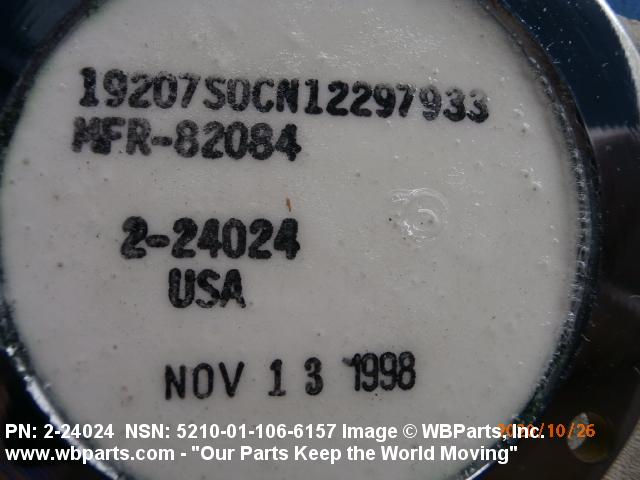 19207SOCN12297933
MFR-82084
2-24024
USA
NOV 13 1998
PN: 2-24024 NSN: 5210-01-106-6157 Image © WBParts, Inc.
www.wbparts.com - "Our Parts Keep the World Moving"